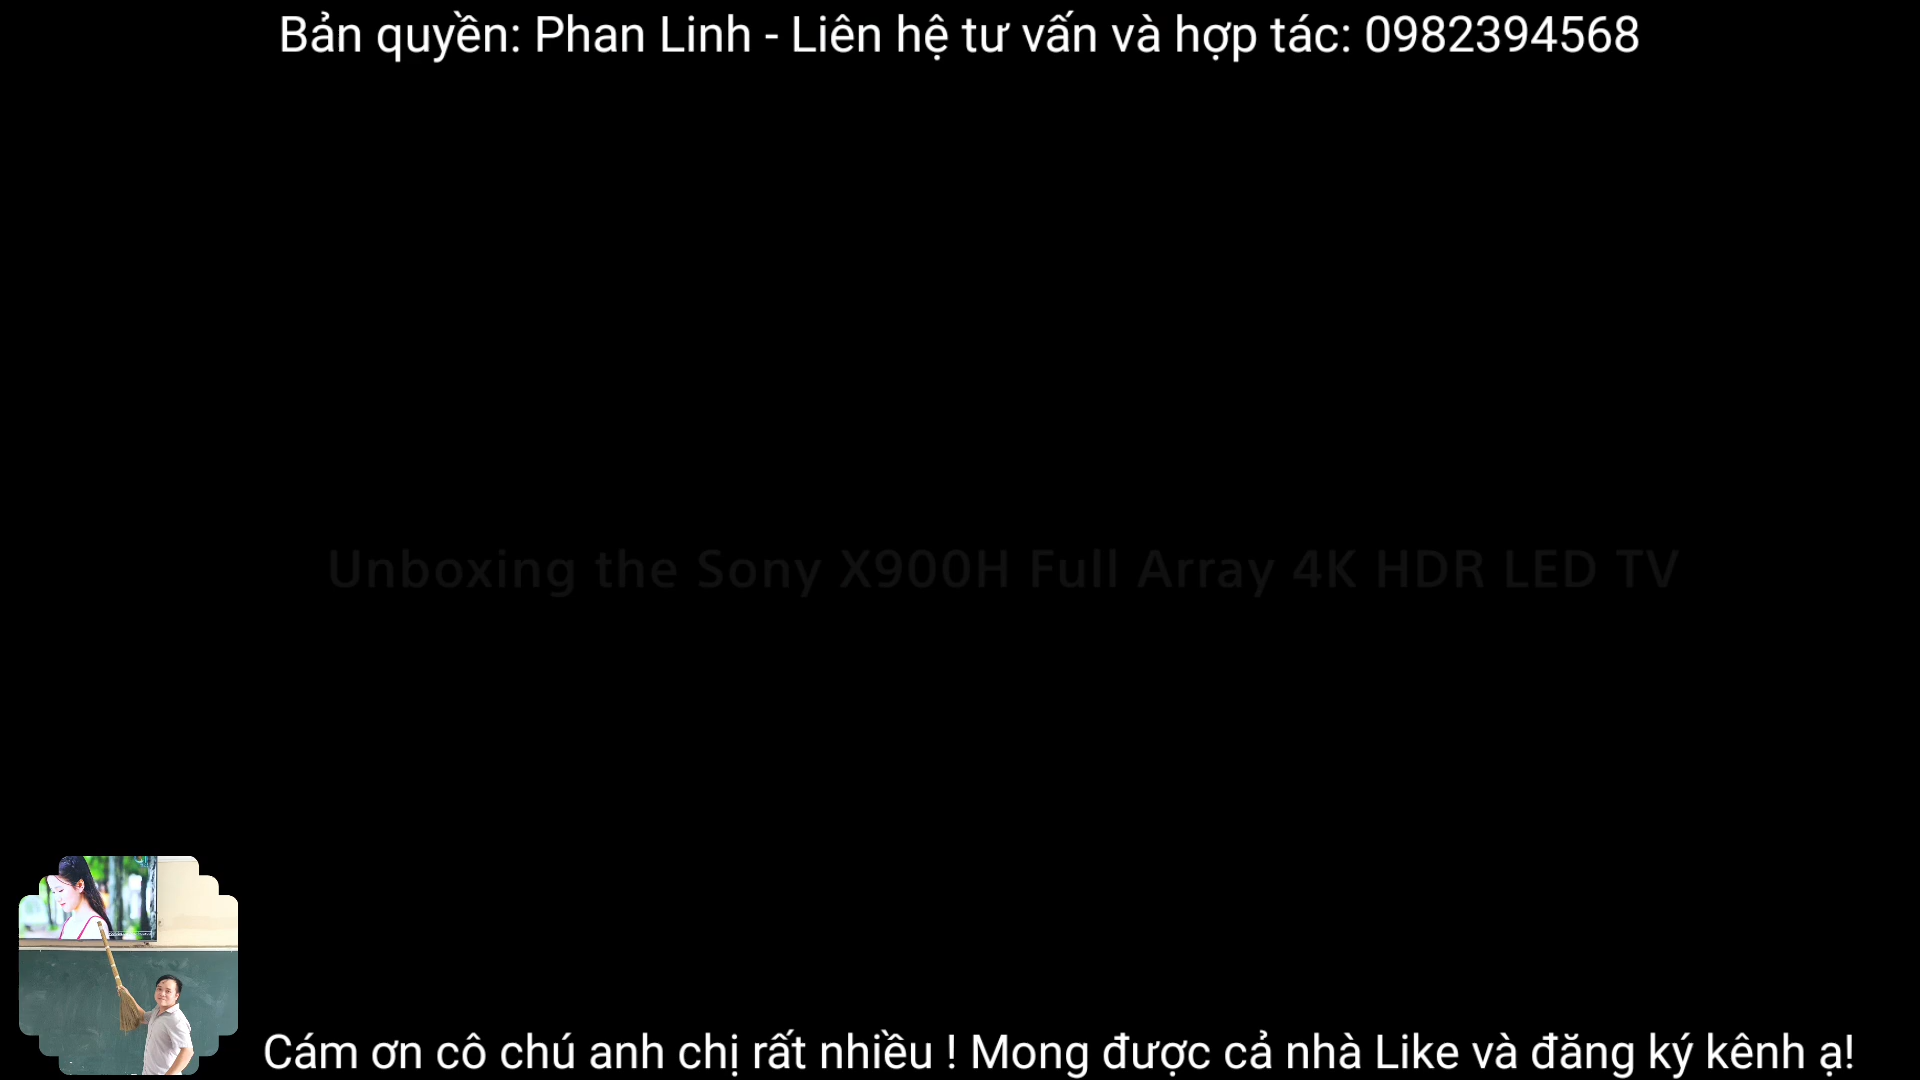 Bản quyền: Phan Linh - Liên hệ tư vấn và hợp tác: 0982394568
Unboxing the Sony X900H Full Array 4K HDR LED TV
Cám ơn cô chú anh chị rất nhiều ! Mong được cả nhà Like và đăng ký kênh ạ!